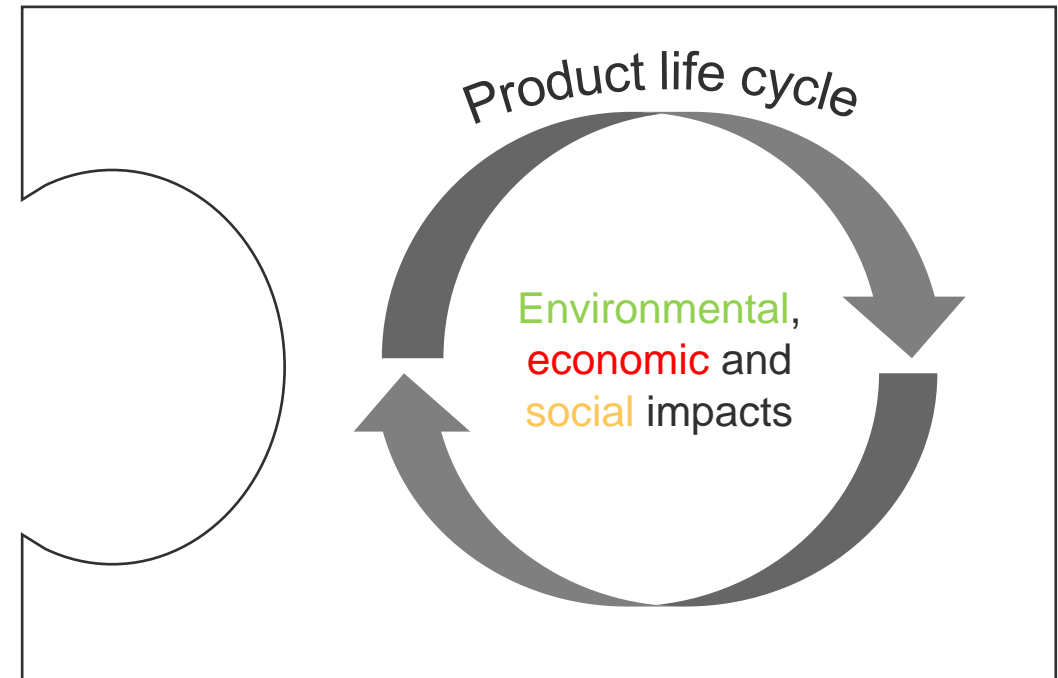 Product life cycle
Environmental,
economic and
social impacts